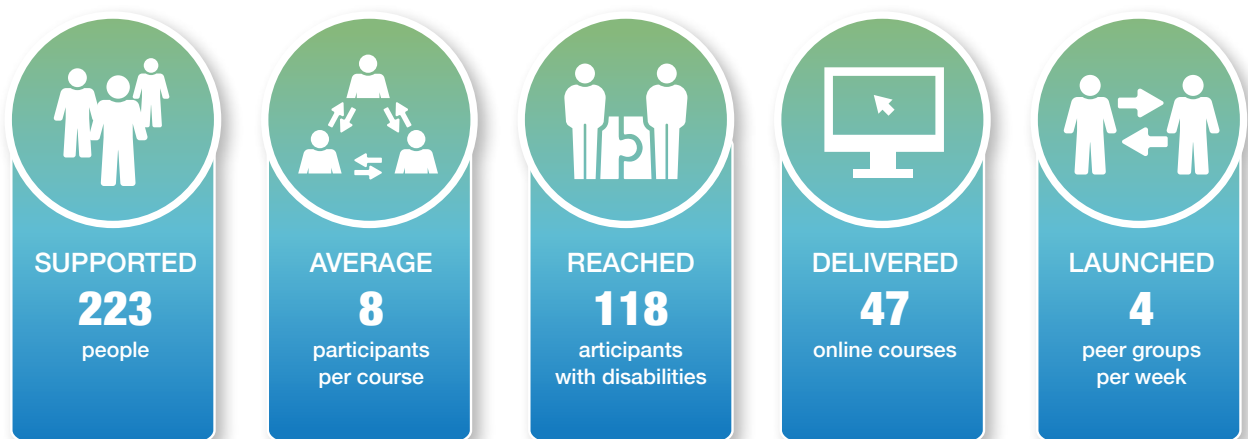 SUPPORTED
223
people
AVERAGE
8
participants
per course
REACHED
118
articipants
with disabilities
DELIVERED
47
online courses
LAUNCHED
4
peer groups
per week